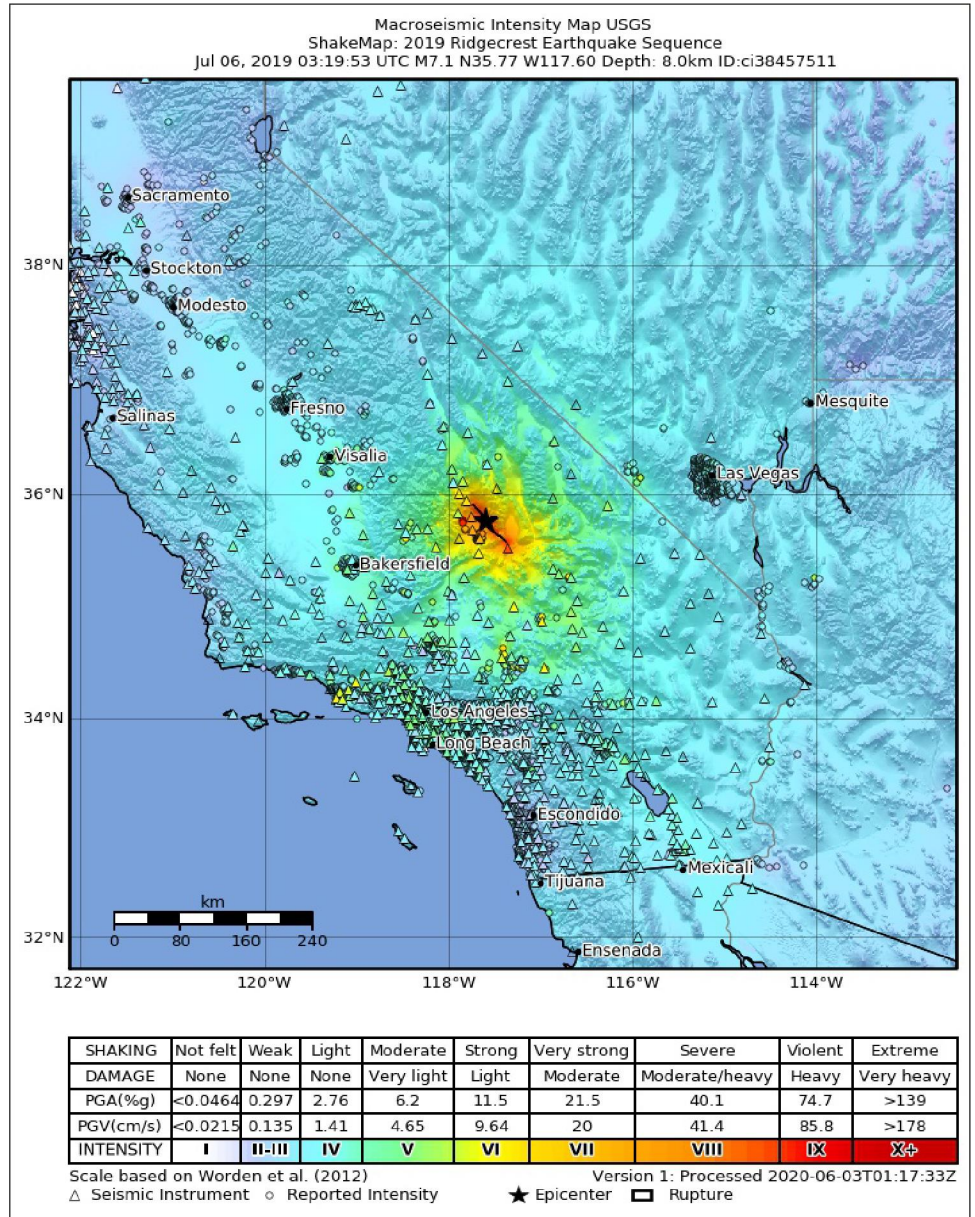 Macroseismic Intensity Map USGS
ShakeMap: 2019 Ridgecrest Earthquake Sequence
Jul 06, 2019 03:19:53 UTC M7.1 N35.77 W117.60 Depth: 8.0km ID:ci38457511
Sacramento
38°N
Stockton
Modesto
Fresno
Mesquite
Salinas
Visalia
Las Vegas
36°N
Bakersfield
34°N
Los Angeles
Long Beach
Escondido
Mexicali
Tijuana
km
0 80 160 240
32°N
Ensenada
122°W 120°W 118°W 116°W 114°W
SHAKING Not felt Weak Light Moderate Strong Very strong Severe Violent Extreme
DAMAGE None None None Very light Light Moderate Moderate/heavy Heavy Very heavy
PGA(%g) <0.0464 0.297 2.76 6.2 11.5 21.5 40.1 74.7 >139
PGV(cm/s) <0.0215 0.135 1.41 4.65 9.64 20 41.4 85.8 >178
INTENSITY I II-III IV V VI VII VIII IX X+
Scale based on Worden et al. (2012) Version 1: Processed 2020-06-03T01:17:33Z
Seismic Instrument Reported Intensity Epicenter Rupture